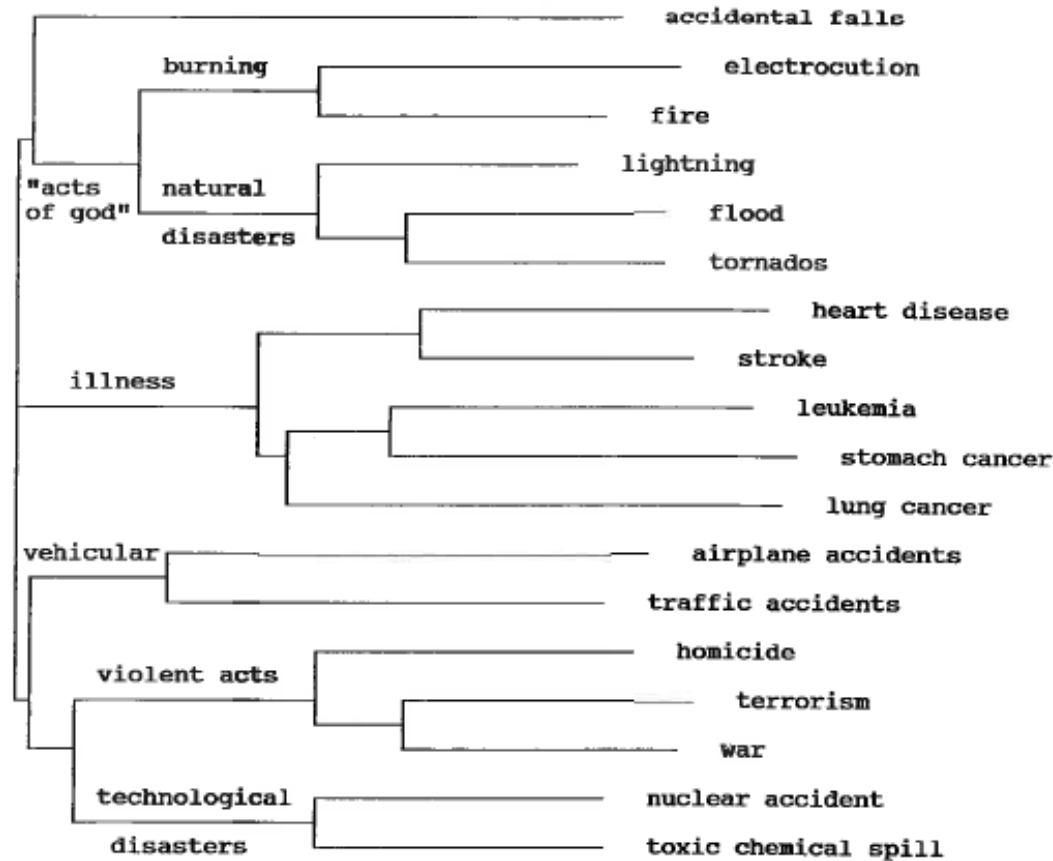 accidental falls
burning
electrocution
fire
lightning
"acts
of god"
natural
disasters
flood
tornados
heart disease
stroke
illness
leukemia
stomach cancer
lung cancer
vehicular
airplane accidents
traffic accidents
homicide
violent acts
terrorism
war
technological
disasters
nuclear accident
toxic chemical spill